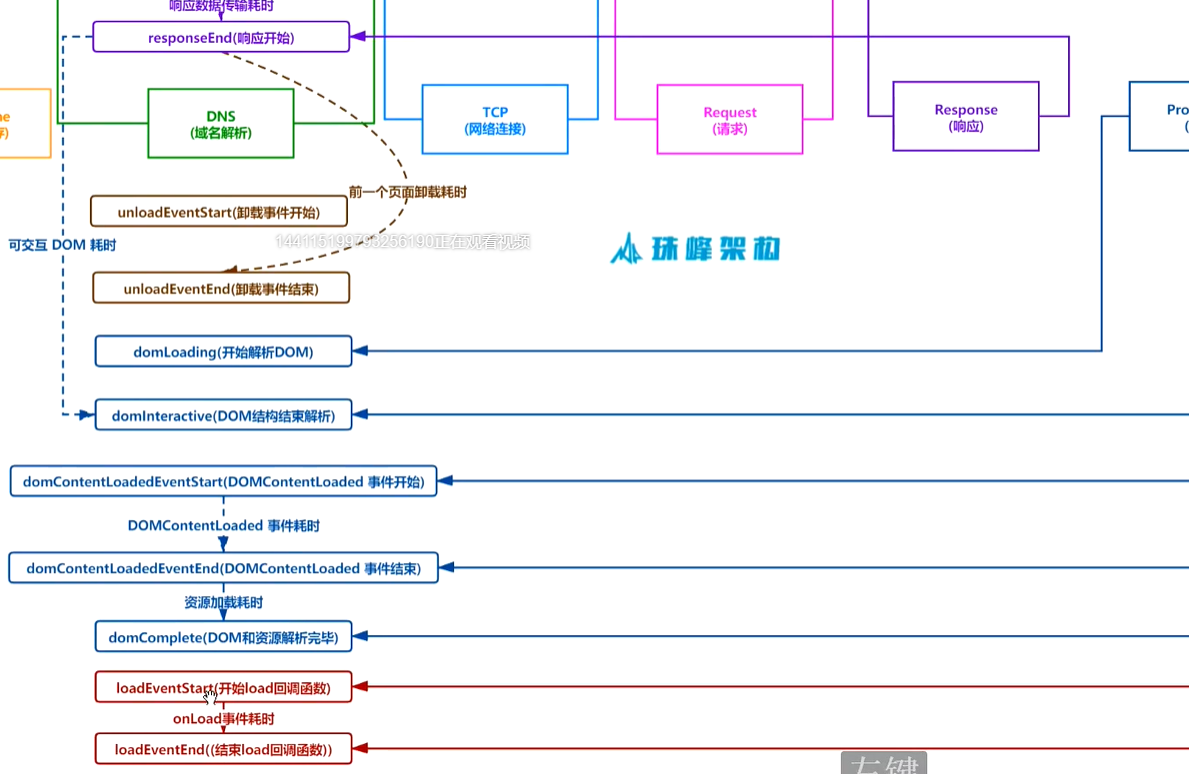 响应数据传输耗时
responseEnd(响应开始)
DNS
(域名解析)
TCP
(网络连接)
Request
(请求)
Response
(响应)
前一个页面卸载耗时
unloadEventStart(卸载事件开始)
可交互 DOM 耗时
144115199793256190正在观看视频
珠峰架构
unloadEventEnd(卸载事件结束)
domLoading(开始解析DOM)
domInteractive(DOM结构结束解析)
domContentLoadedEventStart(DOMContentLoaded 事件开始)
DOMContentLoaded 事件耗时
domContentLoadedEventEnd(DOMContentLoaded 事件结束)
资源加载耗时
domComplete(DOM和资源解析完毕)
loadEventStart(开始load回调函数)
onLoad事件耗时
loadEventEnd((结束load回调函数))
左键